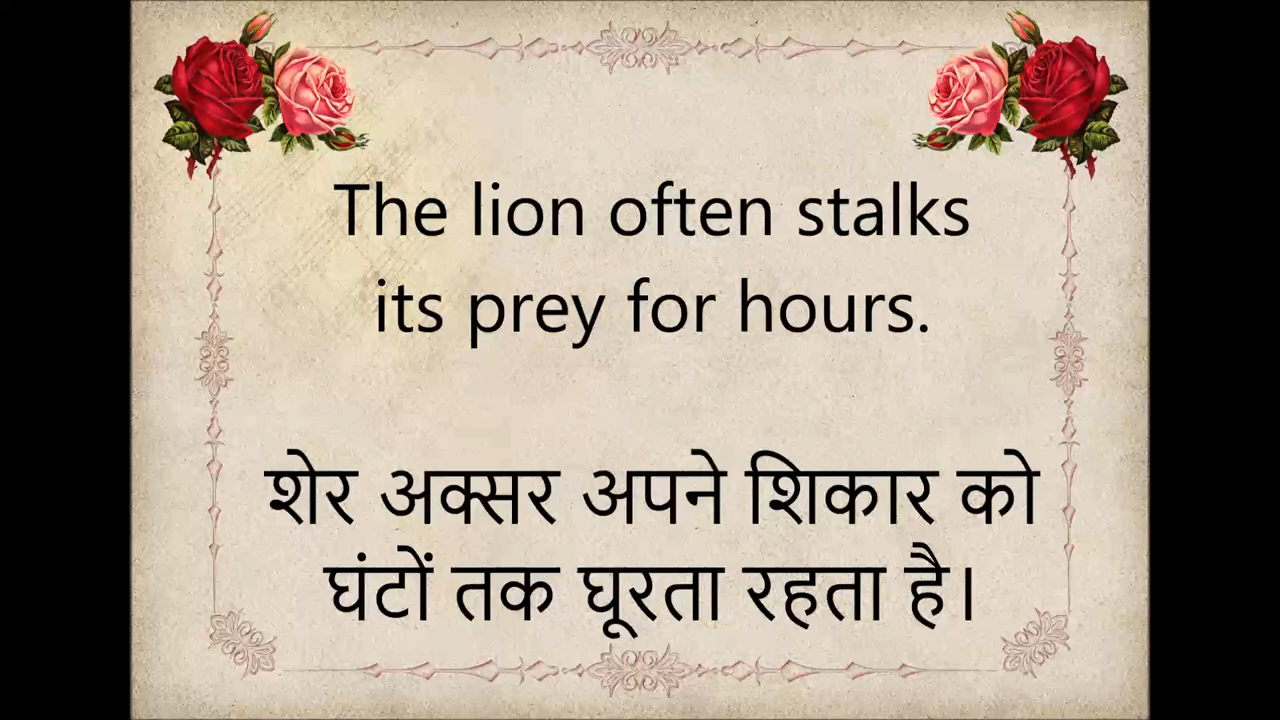 The lion often stalks
its prey for hours.
शेर अक्सर अपने शिकार को
घंटों तक घूरता रहता है।